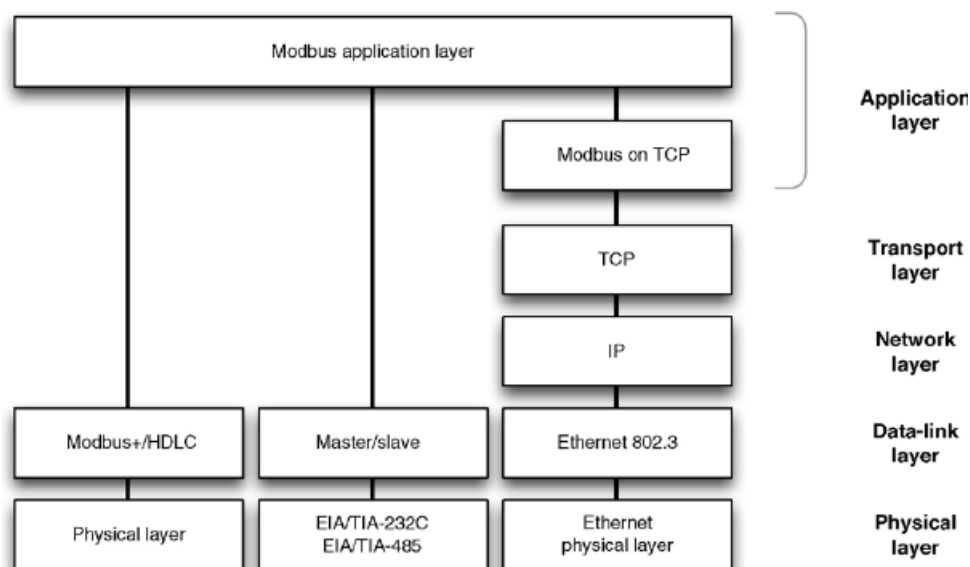 Modbus application layer
Application
layer
Modbus on TCP
TCP
Transport
layer
IP
Network
layer
Modbus+/HDLC
Master/slave
Ethernet 802.3
Data-link
layer
Physical layer
EIA/TIA-232C
EIA/TIA-485
Ethernet
physical layer
Physical
layer